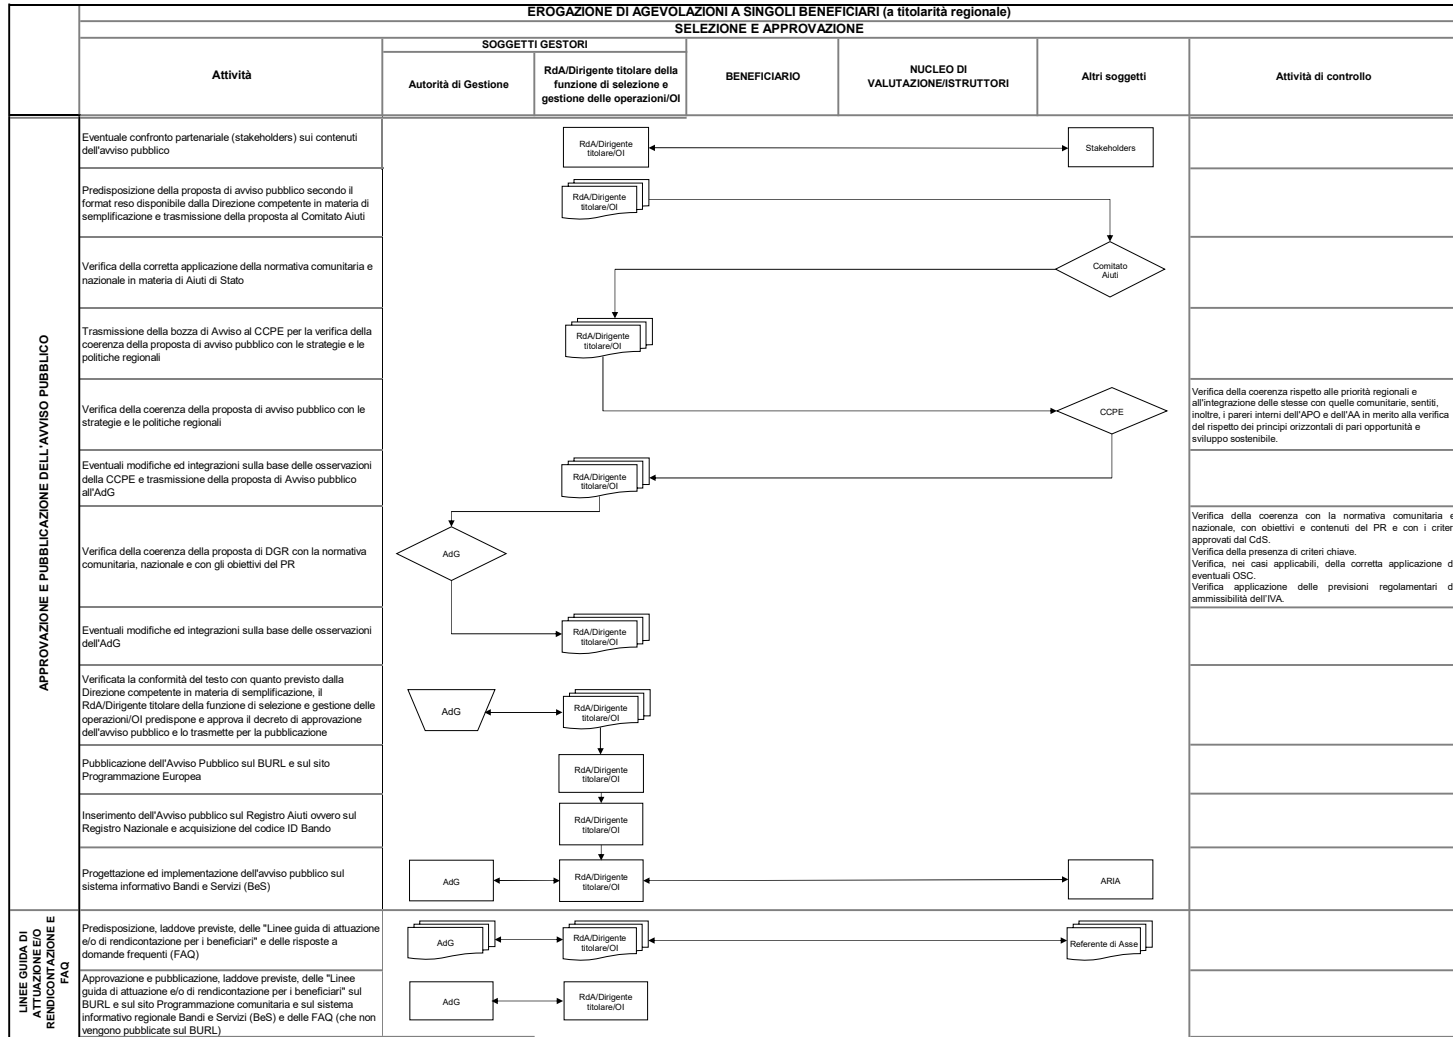 EROGAZIONE DI AGEVOLAZIONI A SINGOLI BENEFICIARI (a titolarità regionale)
SELEZIONE E APPROVAZIONE
Attività
SOGGETTI GESTORI
Autorità di Gestione
RdA/Dirigente titolare della
funzione di selezione e
gestione delle operazioni/OI
BENEFICIARIO
NUCLEO DI
VALUTAZIONE/ISTRUTTORI
Altri soggetti
Attività di controllo
APPROVAZIONE E PUBBLICAZIONE DELL'AVVISO PUBBLICO
Eventuale confronto partenariale (stakeholders) sui contenuti
dell'avviso pubblico
RdA/Dirigente
titolare/OI
Stakeholders
Predisposizione della proposta di avviso pubblico secondo il
format reso disponibile dalla Direzione competente in materia di
semplificazione e trasmissione della proposta al Comitato Aiuti
RdA/Dirigente
titolare/OI
Verifica della corretta applicazione della normativa comunitaria e
nazionale in materia di Aiuti di Stato
Comitato
Aiuti
Trasmissione della bozza di Avviso al CCPE per la verifica della
coerenza della proposta di avviso pubblico con le strategie e le
politiche regionali
RdA/Dirigente
titolare/OI
Verifica della coerenza della proposta di avviso pubblico con le
strategie e le politiche regionali
CCPE
Verifica della coerenza rispetto alle priorità regionali e
all'integrazione delle stesse con quelle comunitarie, sentiti,
inoltre, i pareri interni dell'APO e dell'AA in merito alla verifica
del rispetto dei principi orizzontali di pari opportunità e
sviluppo sostenibile.
Eventuali modifiche ed integrazioni sulla base delle osservazioni
della CCPE e trasmissione della proposta di Avviso pubblico
all'AdG
RdA/Dirigente
titolare/OI
Verifica della coerenza della proposta di DGR con la normativa
comunitaria, nazionale e con gli obiettivi del PR
AdG
Verifica della coerenza con la normativa comunitaria e
nazionale, con obiettivi e contenuti del PR e con i criter
approvati dal CdS.
Verifica della presenza di criteri chiave.
Verifica, nei casi applicabili, della corretta applicazione d
eventuali OSC.
Verifica applicazione delle previsioni regolamentari d
ammissibilità dell'IVA.
Eventuali modifiche ed integrazioni sulla base delle osservazioni
dell'AdG
RdA/Dirigente
titolare/OI
Verificata la conformità del testo con quanto previsto dalla
Direzione competente in materia di semplificazione, il
RdA/Dirigente titolare della funzione di selezione e gestione delle
operazioni/OI predispone e approva il decreto di approvazione
dell'avviso pubblico e lo trasmette per la pubblicazione
AdG
RdA/Dirigente
titolare/OI
Pubblicazione dell'Avviso Pubblico sul BURL e sul sito
Programmazione Europea
RdA/Dirigente
titolare/OI
Inserimento dell'Avviso pubblico sul Registro Aiuti ovvero sul
Registro Nazionale e acquisizione del codice ID Bando
RdA/Dirigente
titolare/OI
Progettazione ed implementazione dell'avviso pubblico sul
sistema informativo Bandi e Servizi (BeS)
AdG
RdA/Dirigente
titolare/OI
ARIA
LINEE GUIDA DI
ATTUAZIONE E/O
RENDICONTAZIONE E
FAQ
Predisposizione, laddove previste, delle "Linee guida di attuazione
e/o di rendicontazione per i beneficiari" e delle risposte a
domande frequenti (FAQ)
AdG
RdA/Dirigente
titolare/OI
Referente di Asse
Approvazione e pubblicazione, laddove previste, delle "Linee
guida di attuazione e/o di rendicontazione per i beneficiari" sul
BURL e sul sito Programmazione comunitaria e sul sistema
informativo regionale Bandi e Servizi (BeS) e delle FAQ (che non
vengono pubblicate sul BURL)
AdG
RdA/Dirigente
titolare/OI